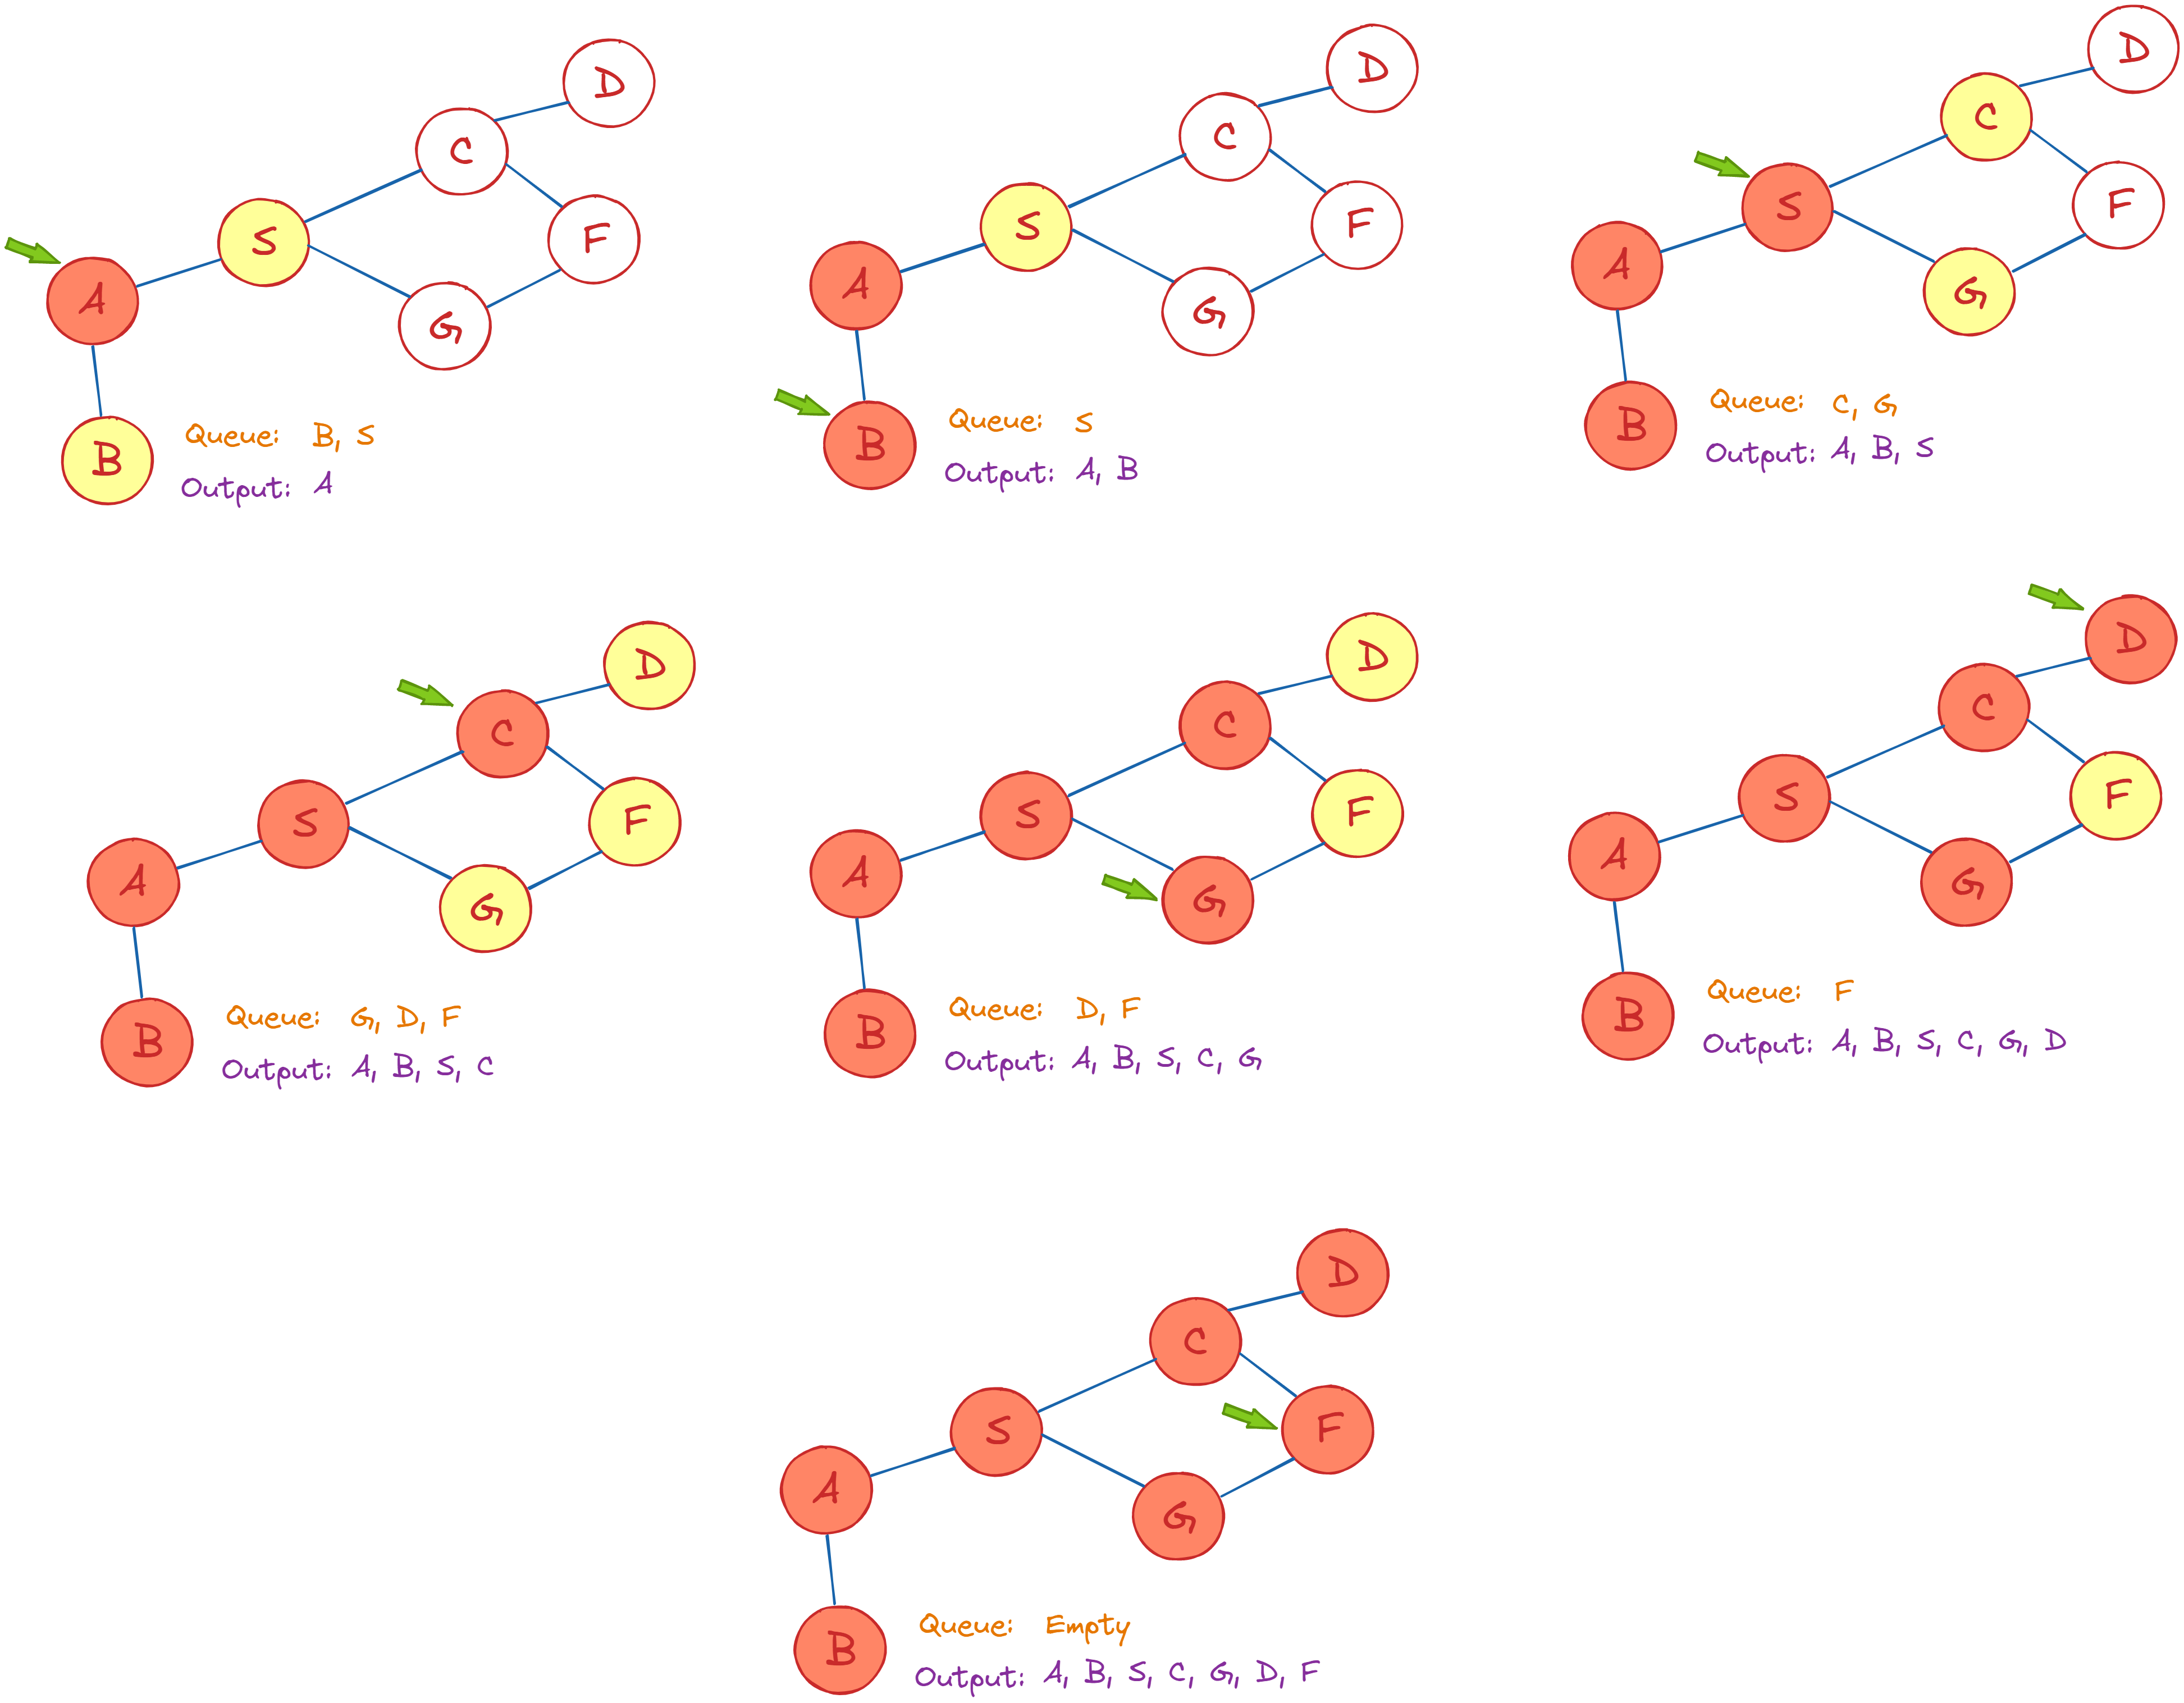 D
C
S
F
A
G
B
Queue: B, S
Output: A
D
C
S
F
A
G
B
Queue: S
Output: A, B
D
C
S
F
A
G
B
Queue: C, G
Output: A, B, S
D
C
S
F
A
G
B
Queue: G, D, F
Output: A, B, S, C
D
C
S
F
A
G
B
Queue: D, F
Output: A, B, S, C, G
D
C
S
F
A
G
B
Queue: F
Output: A, B, S, C, G, D
D
C
S
F
A
G
B
Queue: Empty
Output: A, B, S, C, G, D, F